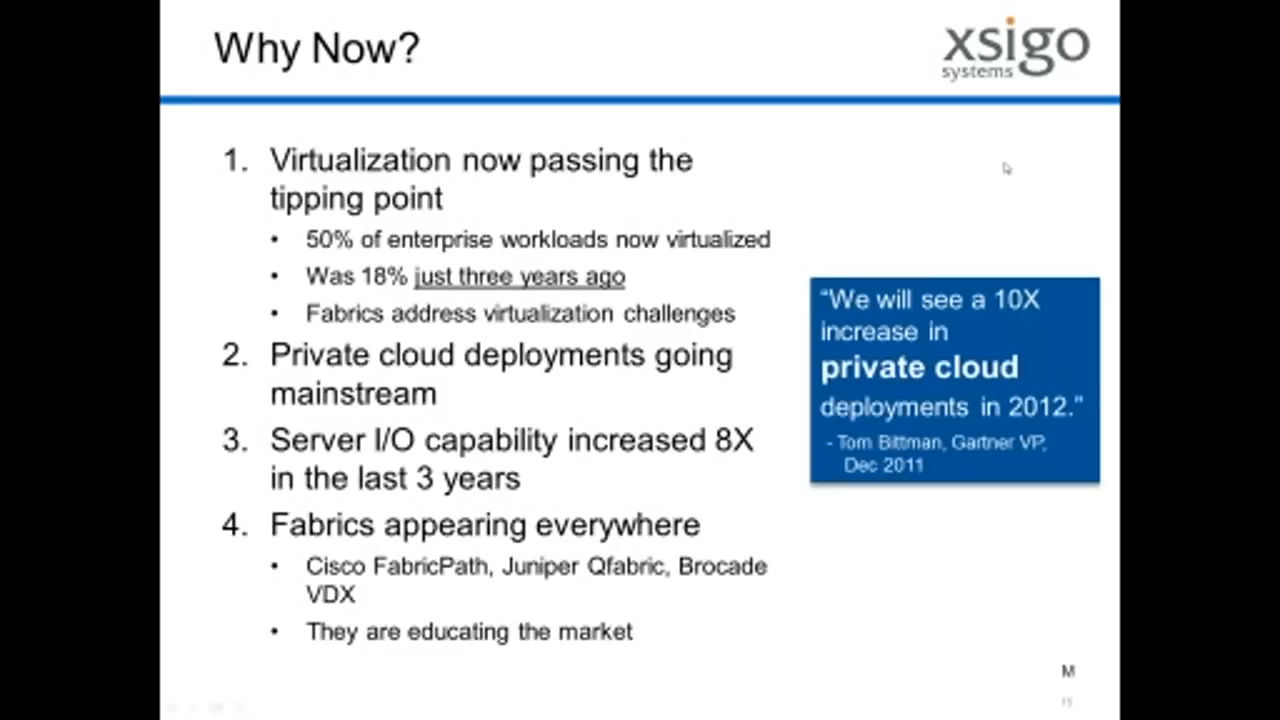 Why Now?
xsigo
systems
1. Virtualization now passing the
tipping point
• 50% of enterprise workloads now virtualized
• Was 18% just three years ago
• Fabrics address virtualization challenges
2. Private cloud deployments going
mainstream
3. Server I/O capability increased 8X
in the last 3 years
4. Fabrics appearing everywhere
• Cisco FabricPath, Juniper Qfabric, Brocade
VDX
• They are educating the market
“We will see a 10X
increase in
private cloud
deployments in 2012.”
- Tom Bittman, Gartner VP,
Dec 2011
M